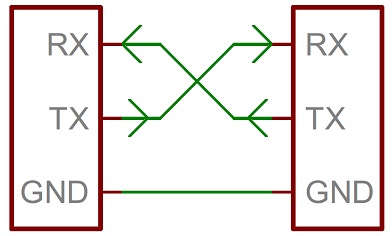 RX RX
TX TX
GND GND